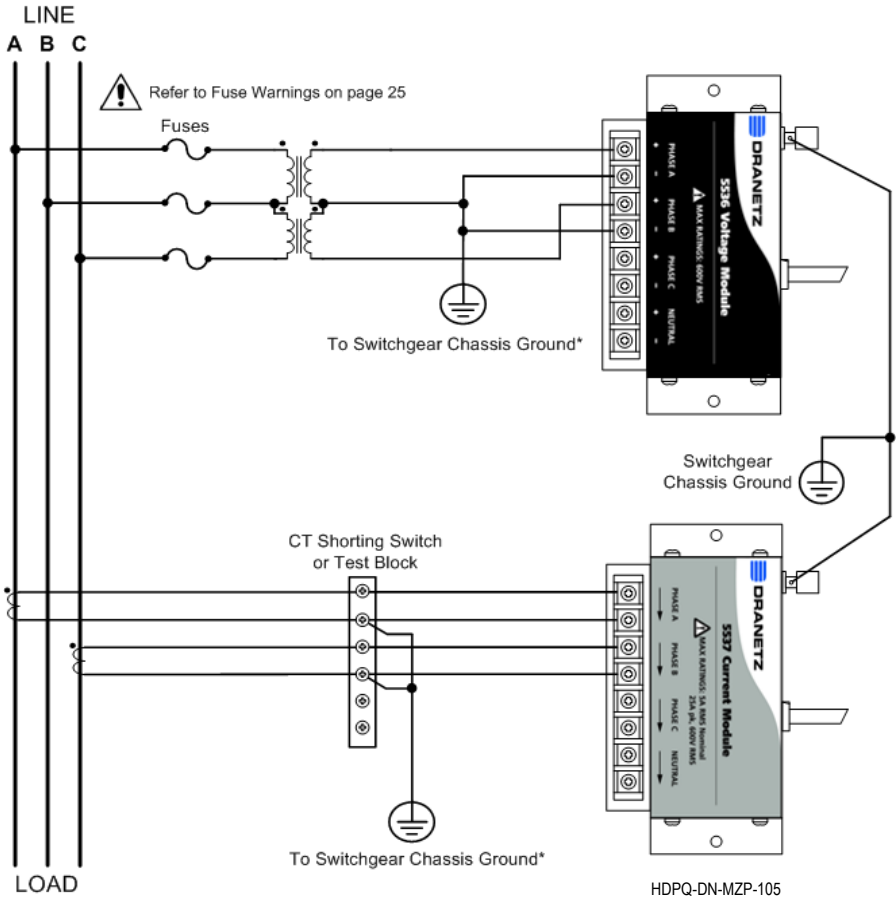 LINE
A B C
Refer to Fuse Warnings on page 25
Fuses
To Switchgear Chassis Ground*
+ PHASE A -
+ PHASE B -
+ PHASE C -
+ NEUTRAL -
MAX RATINGS: 600V RMS
5536 Voltage Module
DRANETZ
Switchgear
Chassis Ground
CT Shorting Switch
or Test Block
PHASE A
PHASE B
PHASE C
NEUTRAL
MAX RATINGS: 5A RMS Nominal
25A pk, 600V RMS
5537 Current Module
DRANETZ
To Switchgear Chassis Ground*
LOAD
HDPQ-DN-MZP-105